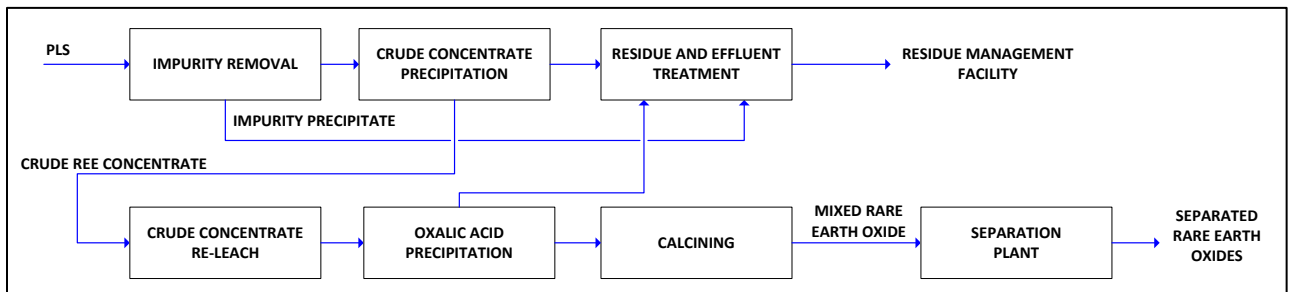 PLS
IMPURITY REMOVAL
CRUDE CONCENTRATE
PRECIPITATION
RESIDUE AND EFFLUENT
TREATMENT
RESIDUE MANAGEMENT
FACILITY
IMPURITY PRECIPITATE
CRUDE REE CONCENTRATE
CRUDE CONCENTRATE
RE-LEACH
OXALIC ACID
PRECIPITATION
CALCINING
MIXED RARE
EARTH OXIDE
SEPARATION
PLANT
SEPARATED
RARE EARTH
OXIDES